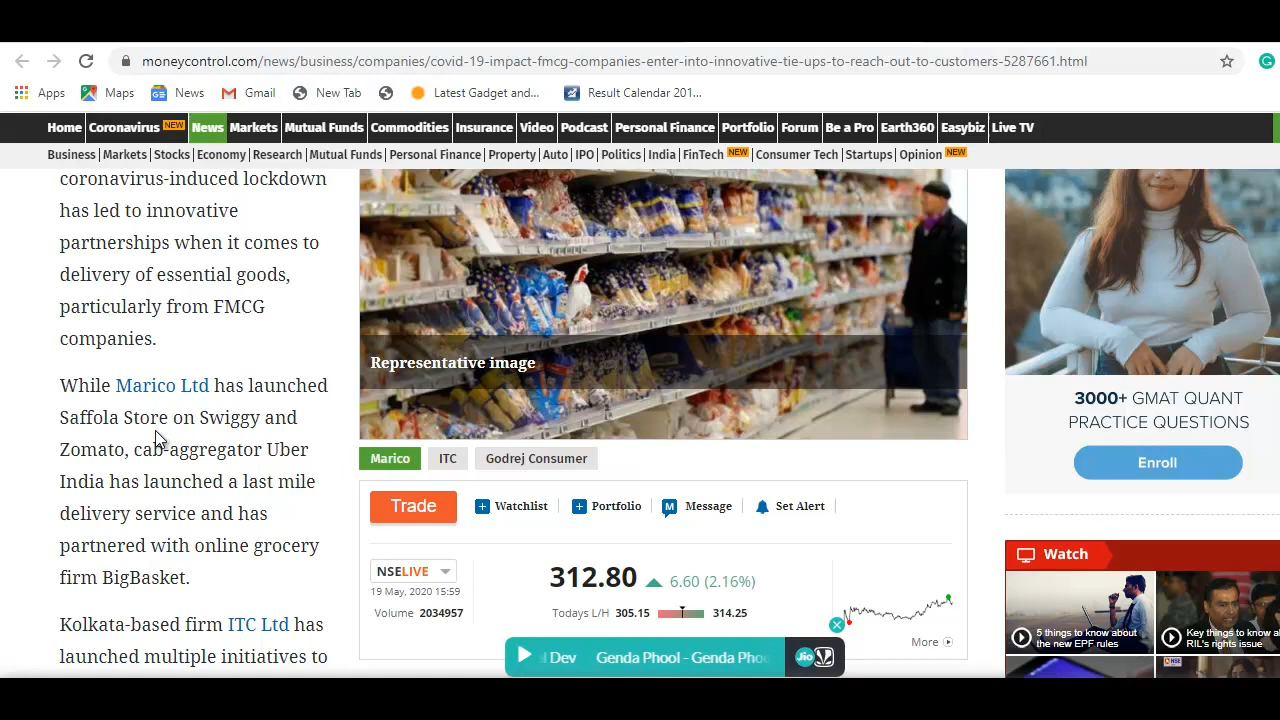 moneycontrol.com/news/business/companies/covid-19-impact-fmcg-companies-enter-into-innovative-tie-ups-to-reach-out-to-customers-5287661.html
Apps Maps News Gmail New Tab Latest Gadget and... Result Calendar 201...
Home Coronavirus NEW News Markets Mutual Funds Commodities Insurance Video Podcast Personal Finance Portfolio Forum Be a Pro Earth360 Easybiz Live TV
Business | Markets | Stocks | Economy | Research | Mutual Funds | Personal Finance | Property | Auto | IPO | Politics | India | FinTech NEW | Consumer Tech | Startups | Opinion NEW
coronavirus-induced lockdown
has led to innovative
partnerships when it comes to
delivery of essential goods,
particularly from FMCG
companies.
While Marico Ltd has launched
Saffola Store on Swiggy and
Zomato, cab-aggregator Uber
India has launched a last mile
delivery service and has
partnered with online grocery
firm BigBasket.
Kolkata-based firm ITC Ltd has
launched multiple initiatives to
Representative image
Marico ITC Godrej Consumer
Trade Watchlist Portfolio M Message Set Alert
NSELIVE
19 May, 2020 15:59
Volume 2034957
312.80 6.60 (2.16%)
Todays L/H 305.15 314.25
More
l Dev Genda Phool - Genda Phoo
Jio
3000+ GMAT QUANT
PRACTICE QUESTIONS
Enroll
Watch
5 things to know about
the new EPF rules
Key things to know a
RIL's rights issue
NSE